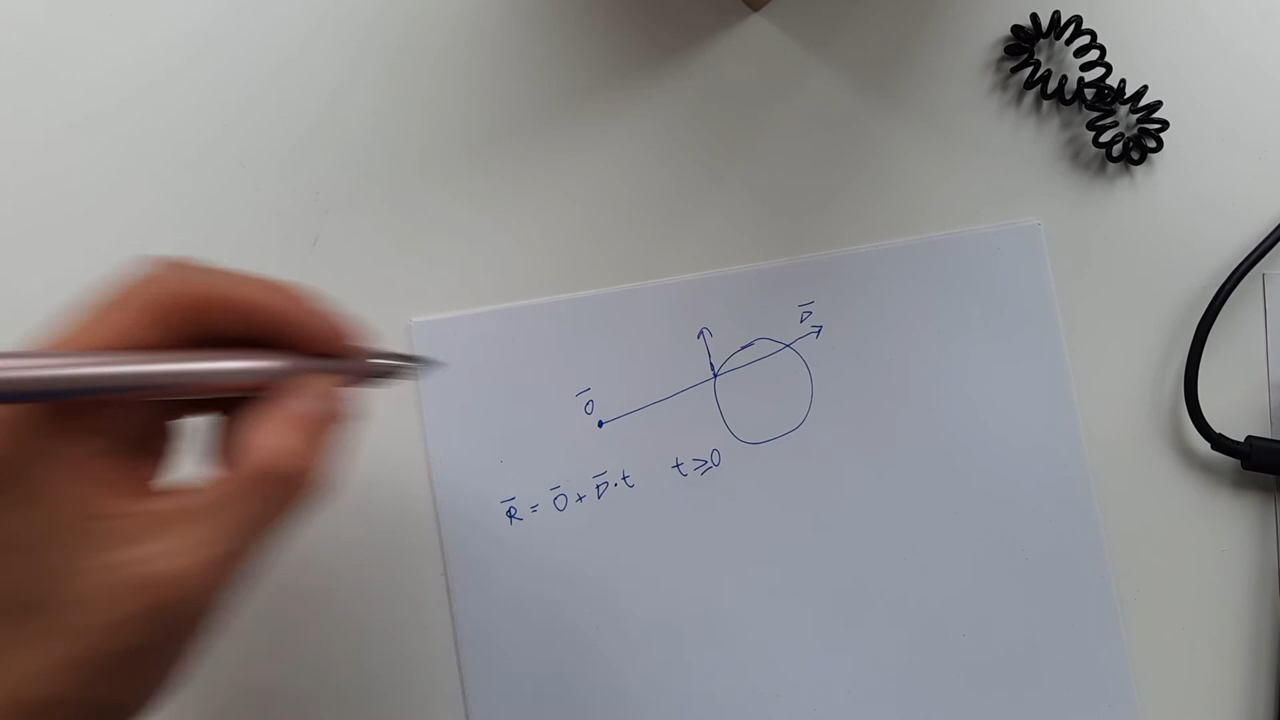 D̅
O̅
R̅ = O̅ + D̅·t t ≥ 0